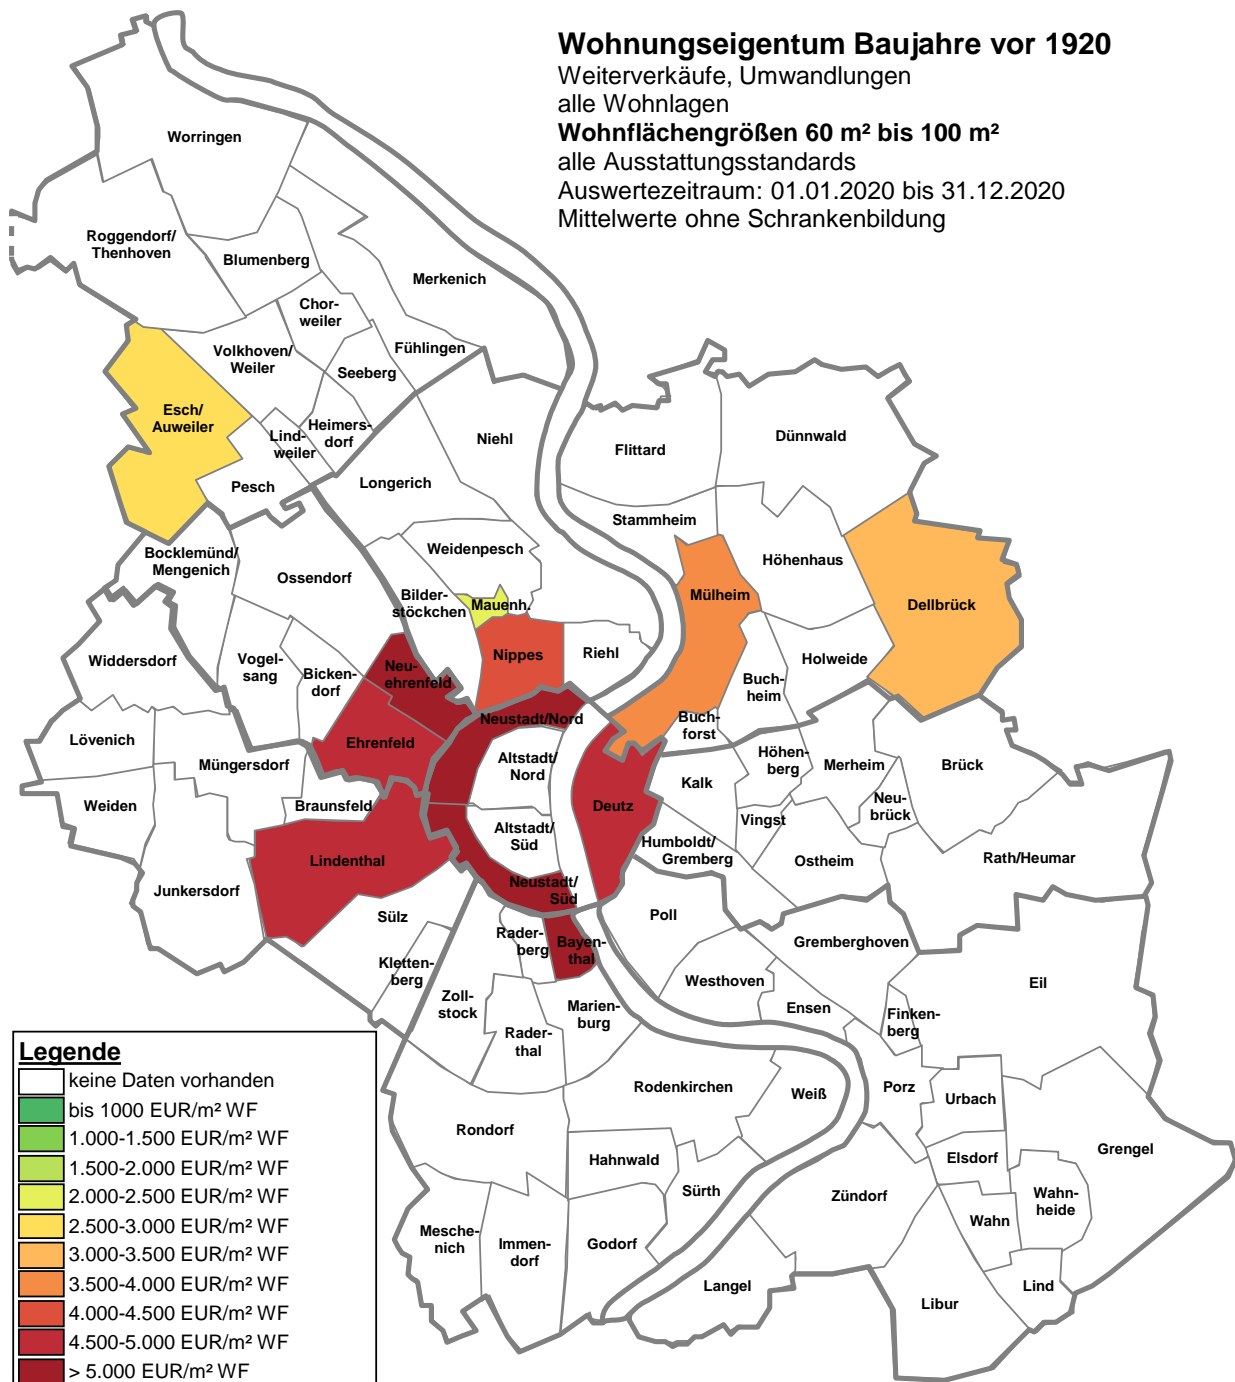 Wohnungseigentum Baujahre vor 1920
Weiterverkäufe, Umwandlungen
alle Wohnlagen
Wohnflächengrößen 60 m² bis 100 m²
alle Ausstattungsstandards
Auswertezeitraum: 01.01.2020 bis 31.12.2020
Mittelwerte ohne Schrankenbildung
Worringen
Roggendorf/
Thenhoven
Blumenberg
Merkenich
Chor-
weiler
Fühlingen
Volkhoven/
Weiler
Seeberg
Esch/
Auweiler
Lind-
weiler
Heimers-
dorf
Pesch
Niehl
Longerich
Flittard
Dünnwald
Stammheim
Höhenhaus
Weidenpesch
Bocklemünd/
Mengenich
Ossendorf
Bilder-
stöckchen
Mauenh.
Mülheim
Dellbrück
Widdersdorf
Vogel-
sang
Bicken-
dorf
Neu-
ehrenfeld
Nippes
Riehl
Buch-
heim
Holweide
Neustadt/Nord
Buch-
forst
Lövenich
Müngersdorf
Ehrenfeld
Altstadt/
Nord
Höhen-
berg
Merheim
Brück
Weiden
Braunsfeld
Deutz
Kalk
Neu-
brück
Vingst
Altstadt/
Süd
Humboldt/
Gremberg
Ostheim
Rath/Heumar
Junkersdorf
Lindenthal
Neustadt/
Süd
Sülz
Poll
Rader-
berg
Bayen-
thal
Gremberghoven
Kletten-
berg
Westhoven
Eil
Zoll-
stock
Marien-
burg
Ensen
Finken-
berg
Rader-
thal
Rodenkirchen
Weiß
Porz
Urbach
Rondorf
Grengel
Hahnwald
Elsdorf
Sürth
Zündorf
Wahn-
heide
Wahn
Mesche-
nich
Immen-
dorf
Godorf
Langel
Lind
Libur
Legende
keine Daten vorhanden
bis 1000 EUR/m² WF
1.000-1.500 EUR/m² WF
1.500-2.000 EUR/m² WF
2.000-2.500 EUR/m² WF
2.500-3.000 EUR/m² WF
3.000-3.500 EUR/m² WF
3.500-4.000 EUR/m² WF
4.000-4.500 EUR/m² WF
4.500-5.000 EUR/m² WF
> 5.000 EUR/m² WF